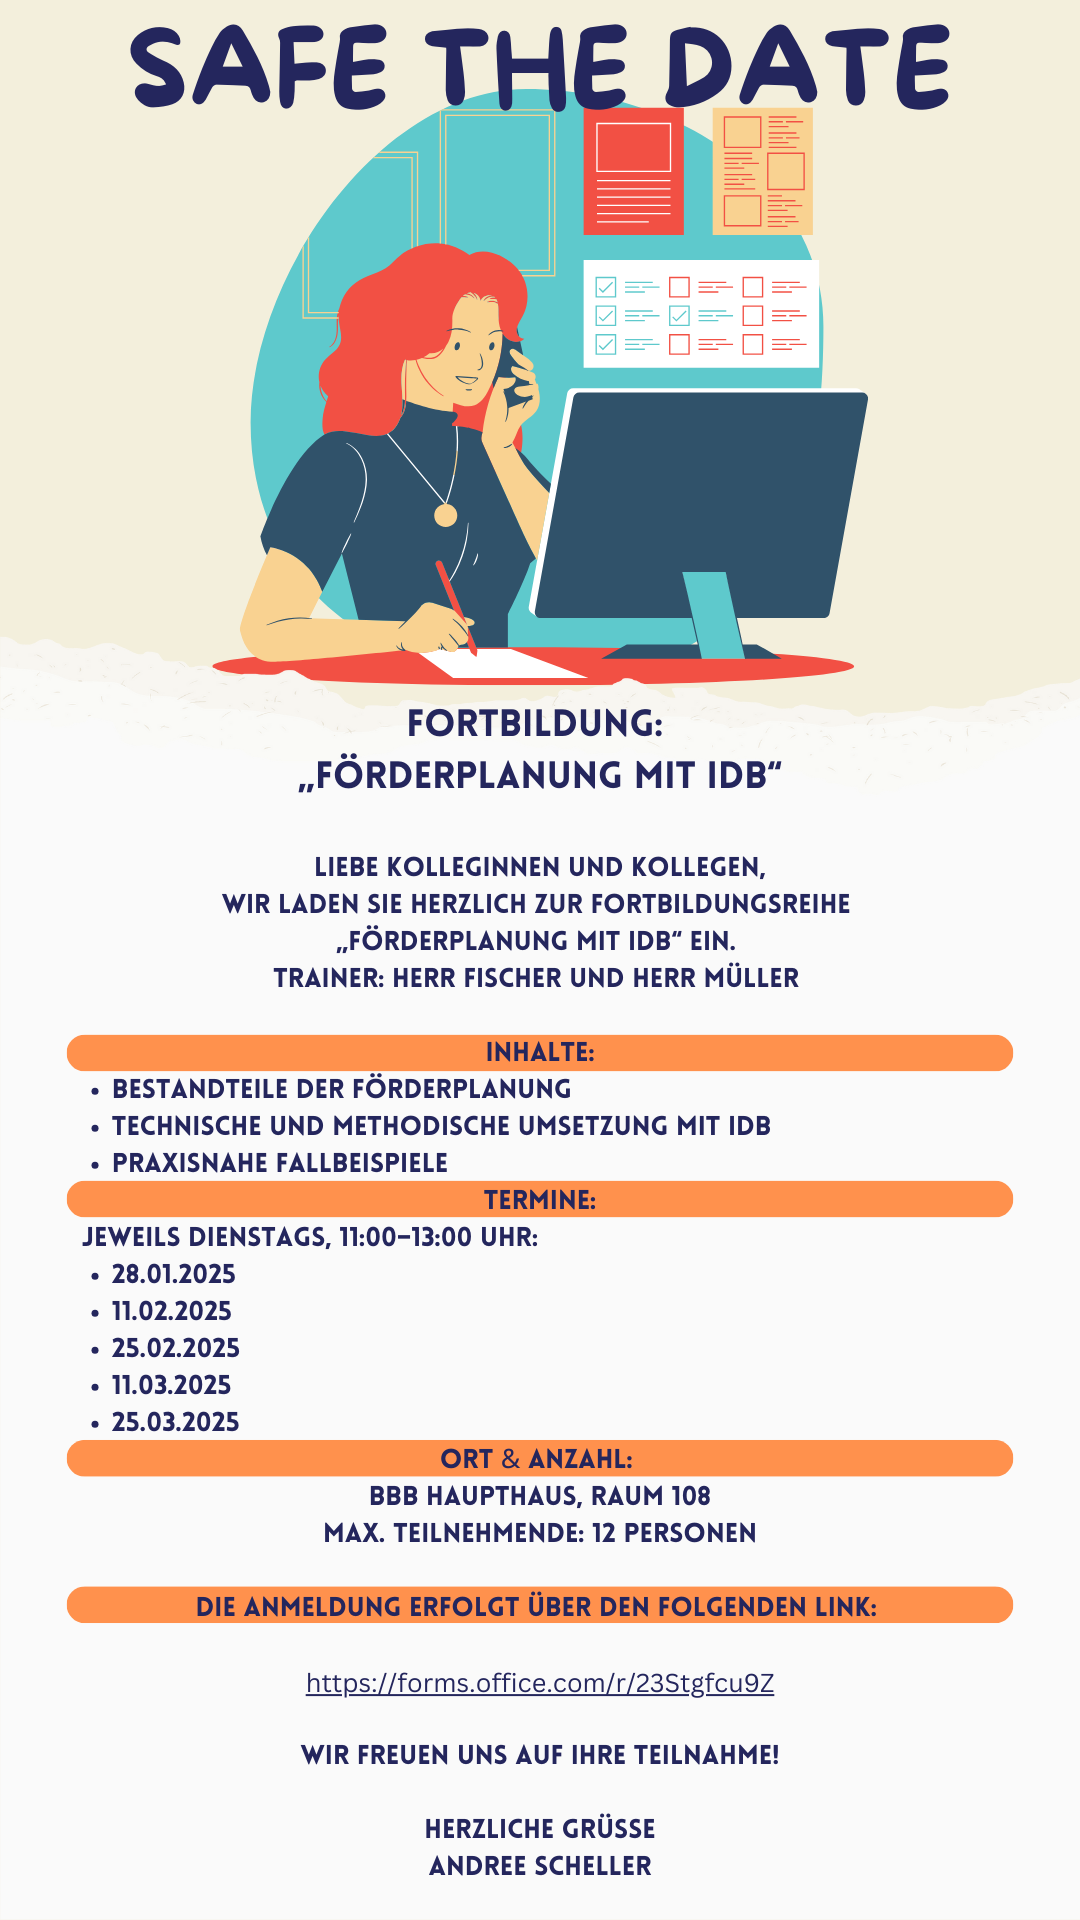 SAFE THE DATE
FORTBILDUNG:
„FÖRDERPLANUNG MIT IDB“
LIEBE KOLLEGINNEN UND KOLLEGEN,
WIR LADEN SIE HERZLICH ZUR FORTBILDUNGSREIHE
„FÖRDERPLANUNG MIT IDB“ EIN.
TRAINER: HERR FISCHER UND HERR MÜLLER
INHALTE:
• BESTANDTEILE DER FÖRDERPLANUNG
• TECHNISCHE UND METHODISCHE UMSETZUNG MIT IDB
• PRAXISNAHE FALLBEISPIELE
TERMINE:
JEWEILS DIENSTAGS, 11:00–13:00 UHR:
• 28.01.2025
• 11.02.2025
• 25.02.2025
• 11.03.2025
• 25.03.2025
ORT & ANZAHL:
BBB HAUPTHAUS, RAUM 108
MAX. TEILNEHMENDE: 12 PERSONEN
DIE ANMELDUNG ERFOLGT ÜBER DEN FOLGENDEN LINK:
https://forms.office.com/r/23Stgfcu9Z
WIR FREUEN UNS AUF IHRE TEILNAHME!
HERZLICHE GRÜSSE
ANDREE SCHELLER